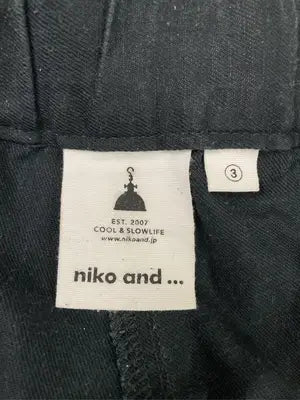 EST. 2007
COOL & SLOWLIFE
www.nikoand.jp
niko and ...
③